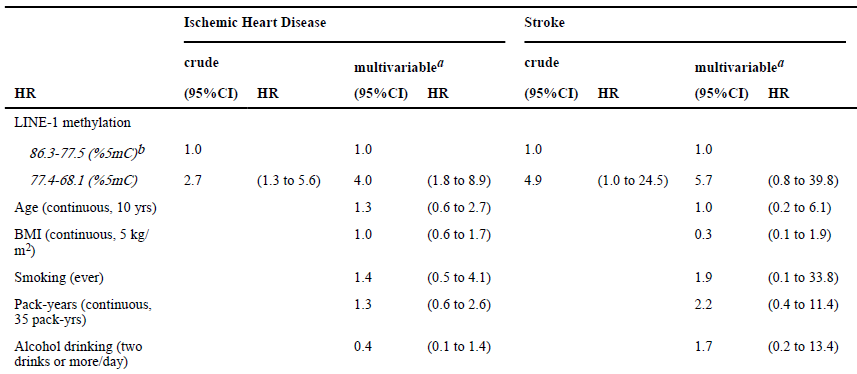 Ischemic Heart Disease Stroke
crude multivariablea crude multivariablea
HR (95%CI) HR (95%CI) HR (95%CI) HR (95%CI) HR
LINE-1 methylation
86.3-77.5 (%5mC)b 1.0 1.0 1.0 1.0
77.4-68.1 (%5mC) 2.7 (1.3 to 5.6) 4.0 (1.8 to 8.9) 4.9 (1.0 to 24.5) 5.7 (0.8 to 39.8)
Age (continuous, 10 yrs) 1.3 (0.6 to 2.7) 1.0 (0.2 to 6.1)
BMI (continuous, 5 kg/ 1.0 (0.6 to 1.7) 0.3 (0.1 to 1.9)
m2)
Smoking (ever) 1.4 (0.5 to 4.1) 1.9 (0.1 to 33.8)
Pack-years (continuous, 1.3 (0.6 to 2.6) 2.2 (0.4 to 11.4)
35 pack-yrs)
Alcohol drinking (two 0.4 (0.1 to 1.4) 1.7 (0.2 to 13.4)
drinks or more/day)